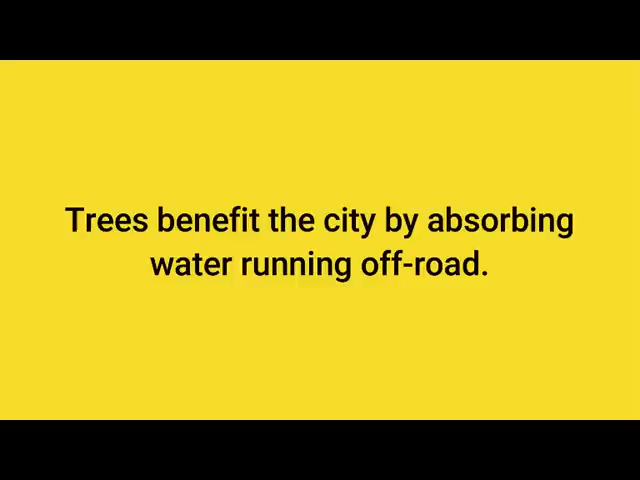 Trees benefit the city by absorbing
water running off-road.